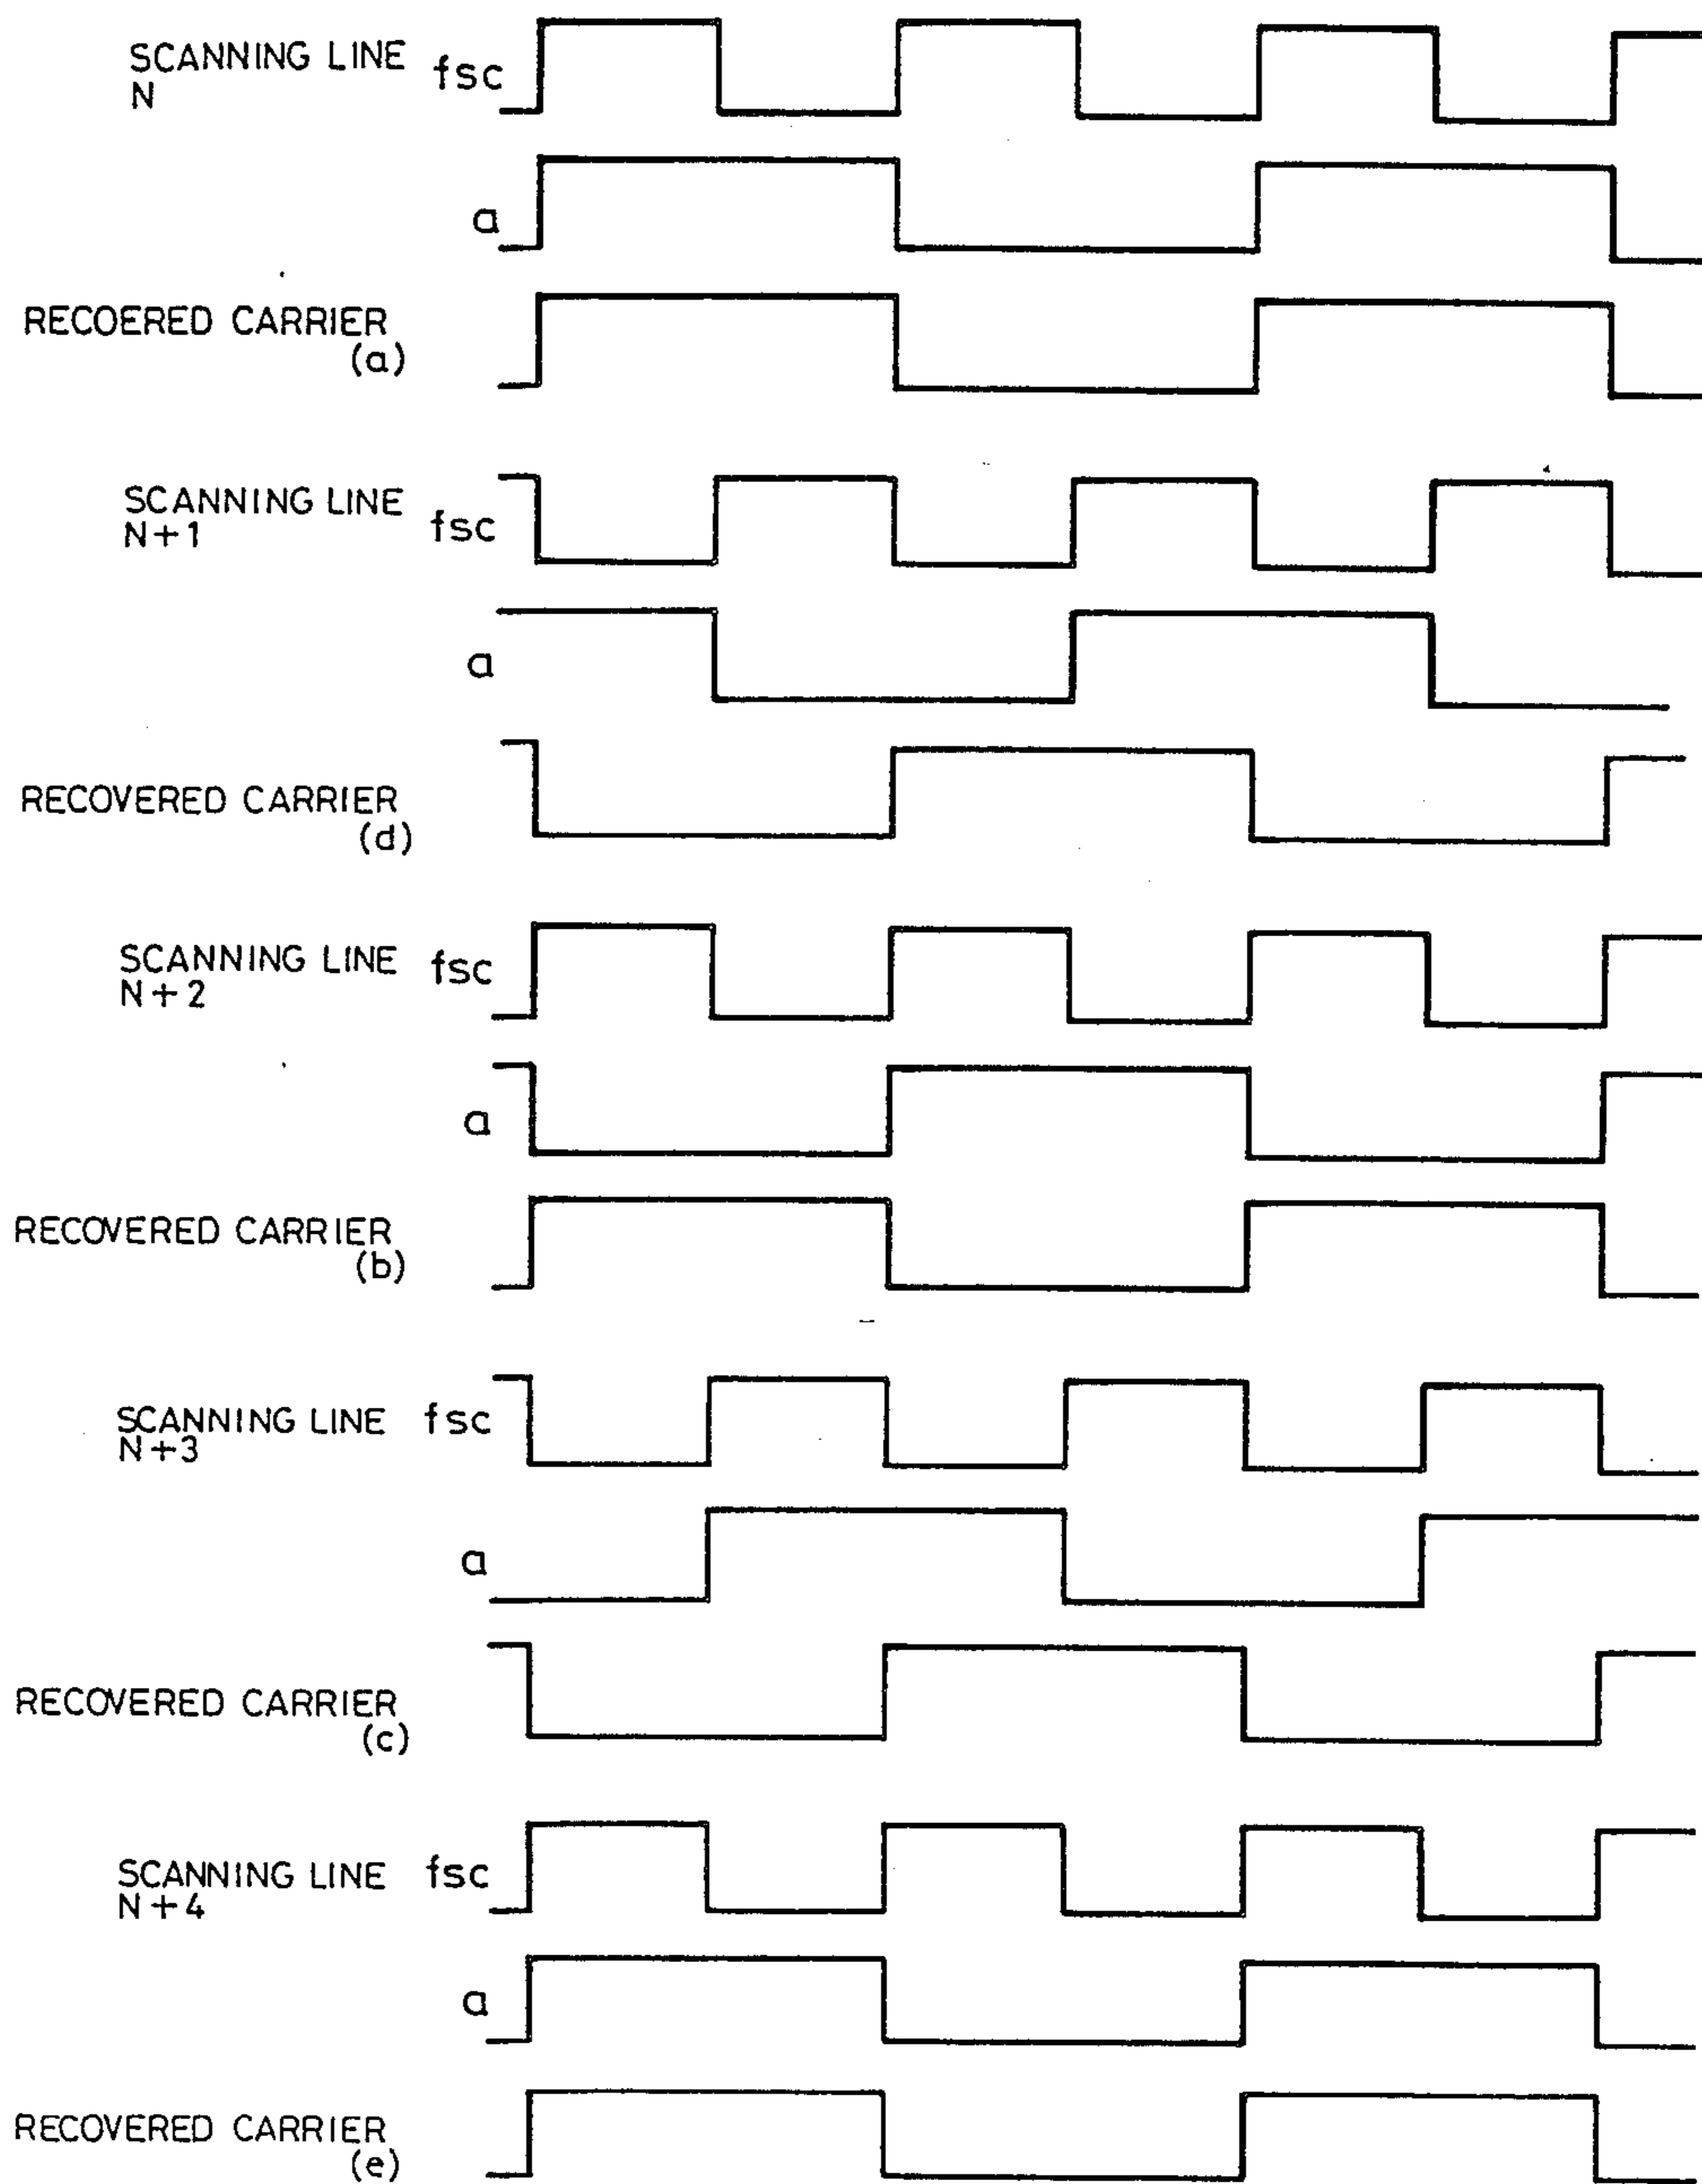 SCANNING LINE fsc
N
a
RECOERED CARRIER
(a)
SCANNING LINE fsc
N+1
a
RECOVERED CARRIER
(d)
SCANNING LINE fsc
N+2
a
RECOVERED CARRIER
(b)
SCANNING LINE fsc
N+3
a
RECOVERED CARRIER
(c)
SCANNING LINE fsc
N+4
a
RECOVERED CARRIER
(e)